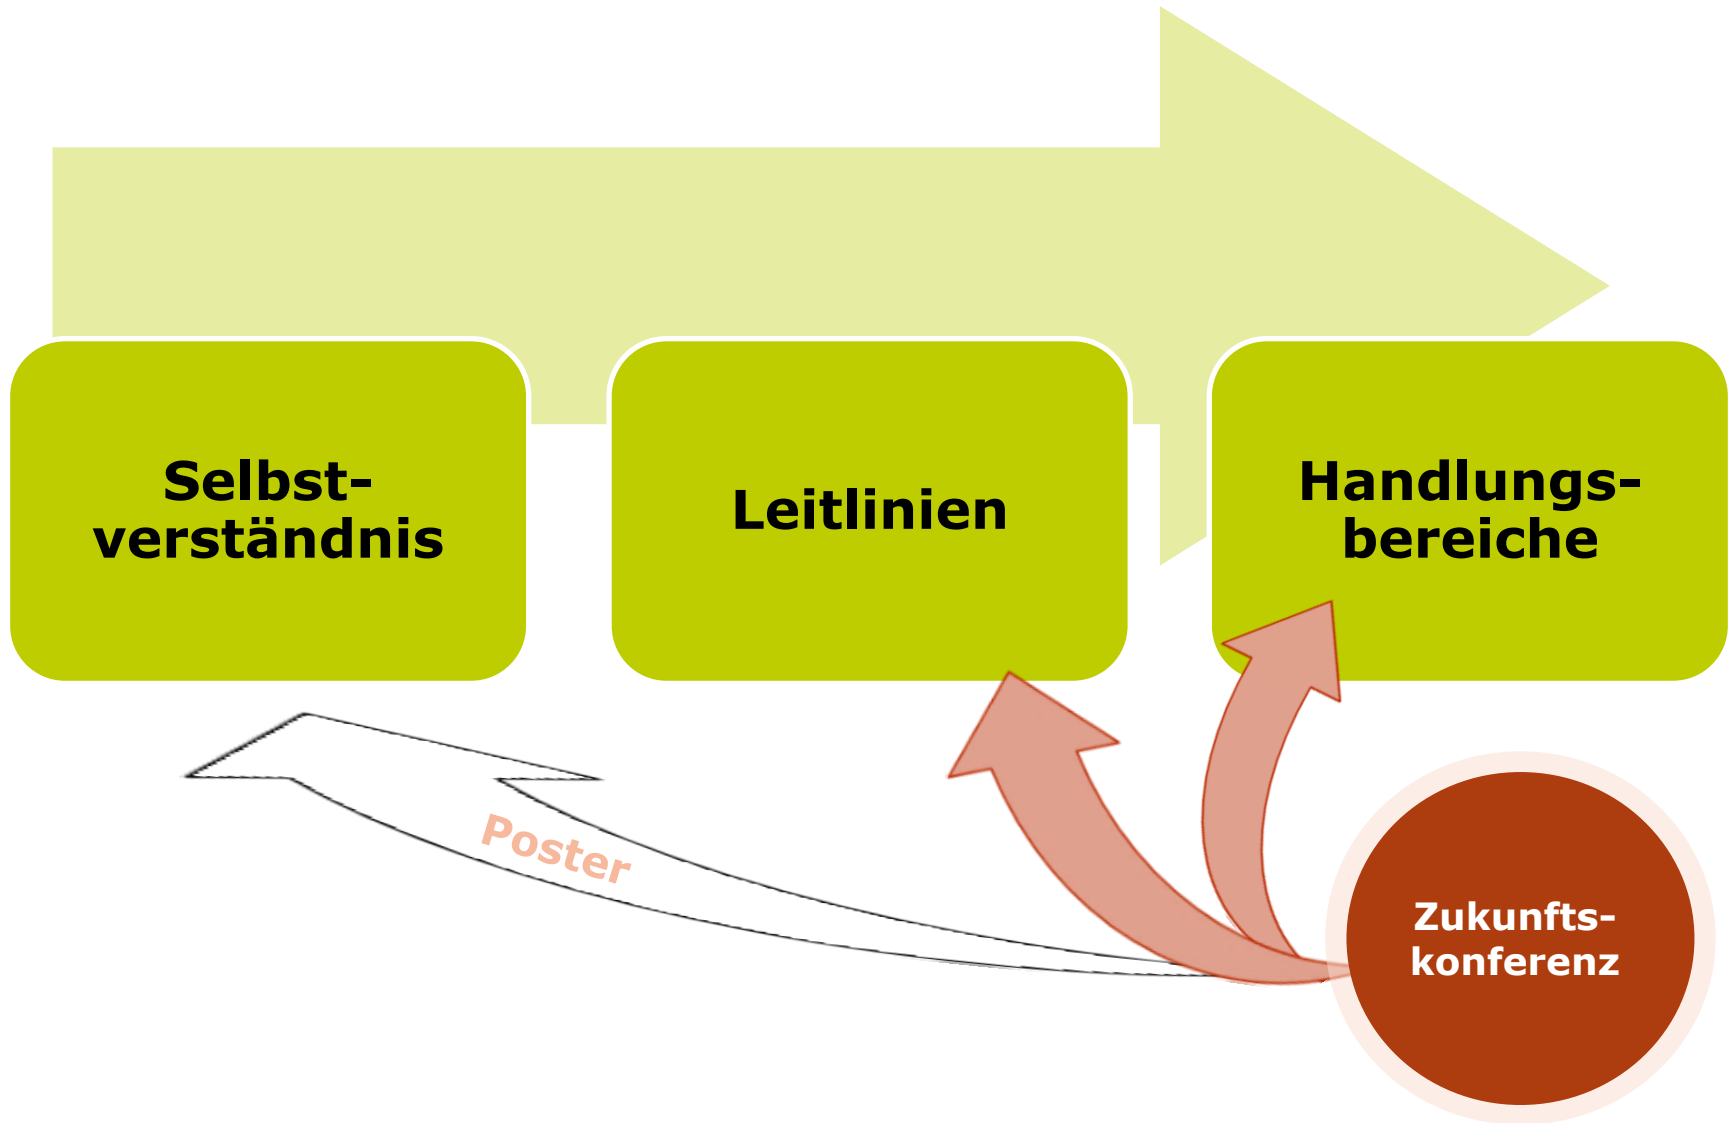 Selbst-
verständnis
Leitlinien
Handlungs-
bereiche
Poster
Zukunfts-
konferenz